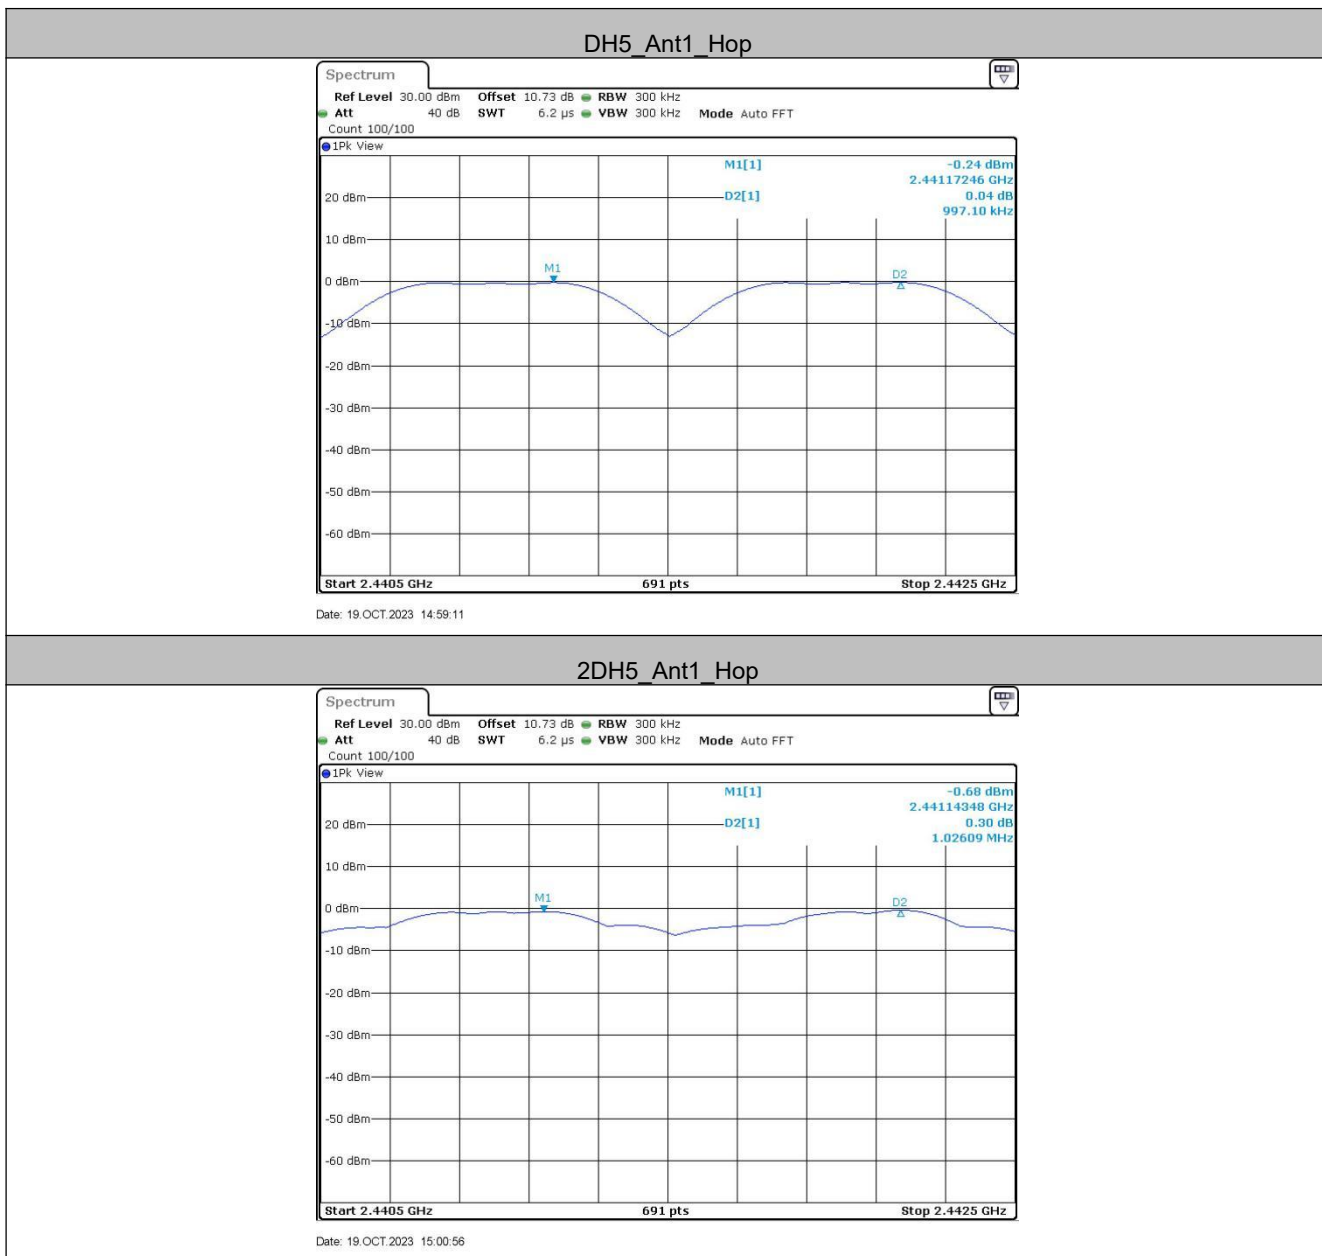 DH5_Ant1_Hop
Spectrum
Ref Level 30.00 dBm Offset 10.73 dB RBW 300 kHz
Att 40 dB SWT 6.2 µs VBW 300 kHz Mode Auto FFT
Count 100/100
1Pk View
M1[1] -0.24 dBm
2.44117246 GHz
20 dBm D2[1] 0.04 dB
997.10 kHz
10 dBm
M1
D2
0 dBm
-10 dBm
-20 dBm
-30 dBm
-40 dBm
-50 dBm
-60 dBm
Start 2.4405 GHz 691 pts Stop 2.4425 GHz
Date: 19.OCT.2023 14:59:11
2DH5_Ant1_Hop
Spectrum
Ref Level 30.00 dBm Offset 10.73 dB RBW 300 kHz
Att 40 dB SWT 6.2 µs VBW 300 kHz Mode Auto FFT
Count 100/100
1Pk View
M1[1] -0.68 dBm
2.44114348 GHz
20 dBm D2[1] 0.30 dB
1.02609 MHz
10 dBm
M1
D2
0 dBm
-10 dBm
-20 dBm
-30 dBm
-40 dBm
-50 dBm
-60 dBm
Start 2.4405 GHz 691 pts Stop 2.4425 GHz
Date: 19.OCT.2023 15:00:56